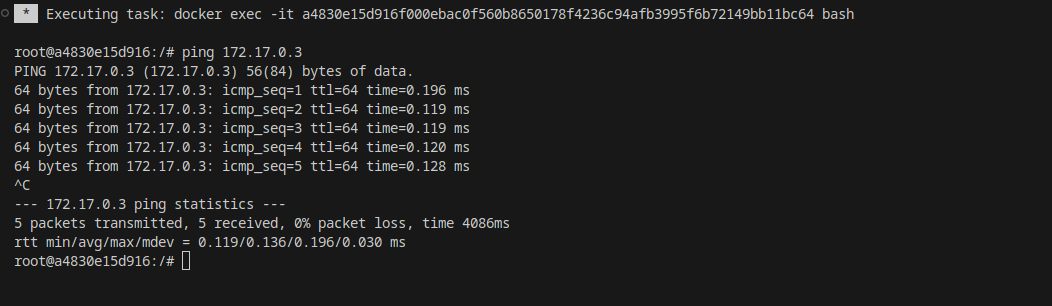 * Executing task: docker exec -it a4830e15d916f000ebac0f560b8650178f4236c94afb3995f6b72149bb11bc64 bash
root@a4830e15d916:/# ping 172.17.0.3
PING 172.17.0.3 (172.17.0.3) 56(84) bytes of data.
64 bytes from 172.17.0.3: icmp_seq=1 ttl=64 time=0.196 ms
64 bytes from 172.17.0.3: icmp_seq=2 ttl=64 time=0.119 ms
64 bytes from 172.17.0.3: icmp_seq=3 ttl=64 time=0.119 ms
64 bytes from 172.17.0.3: icmp_seq=4 ttl=64 time=0.120 ms
64 bytes from 172.17.0.3: icmp_seq=5 ttl=64 time=0.128 ms
^C
--- 172.17.0.3 ping statistics ---
5 packets transmitted, 5 received, 0% packet loss, time 4086ms
rtt min/avg/max/mdev = 0.119/0.136/0.196/0.030 ms
root@a4830e15d916:/#